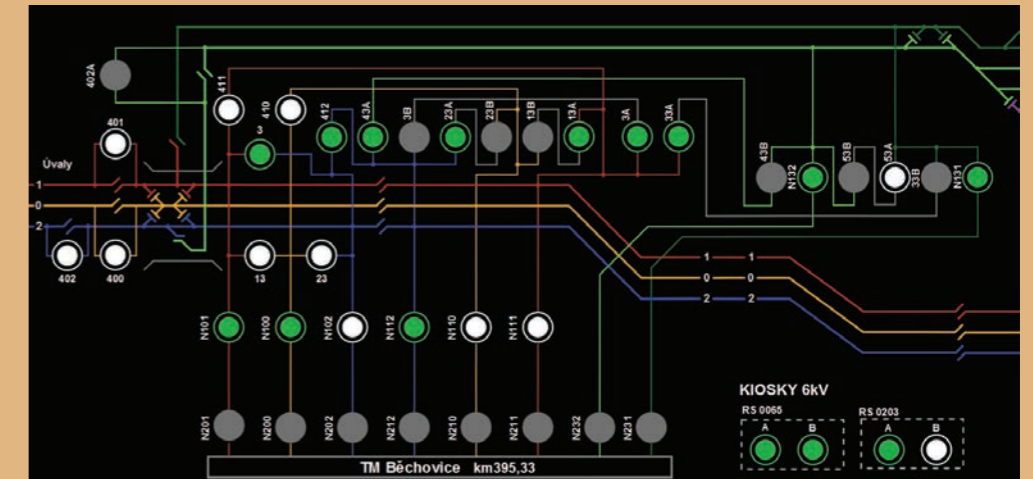 402A
411
410
412
43A
3B
23A
23B
13B
13A
3A
33A
401
3
Úvaly
43B
N132
53B
53A
33B
N131
1
0
2
402
400
13
23
1 1
0 0
2 2
N101
N100
N102
N112
N110
N111
KIOSKY 6kV
RS 0065
RS 0203
A B
A B
N201
N200
N202
N212
N210
N211
N232
N231
TM Běchovice km395,33